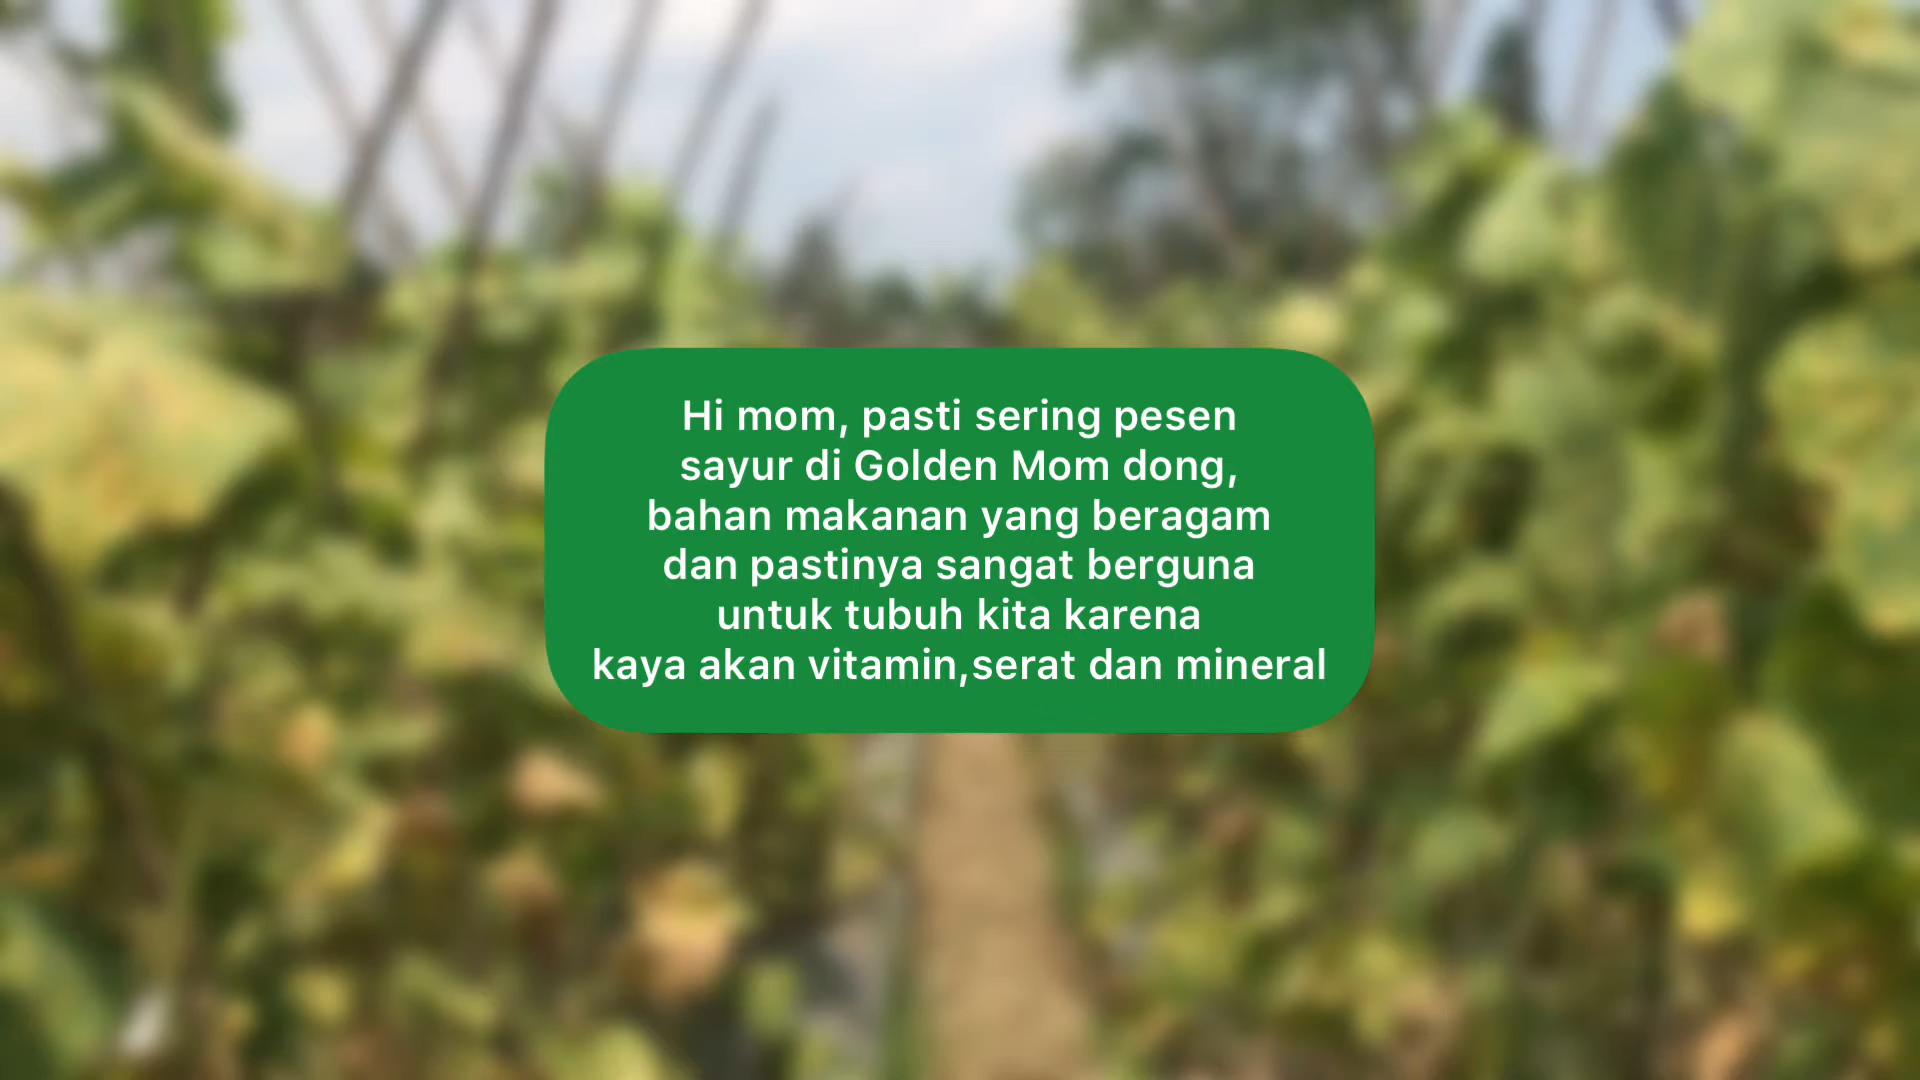 Hi mom, pasti sering pesen
sayur di Golden Mom dong,
bahan makanan yang beragam
dan pastinya sangat berguna
untuk tubuh kita karena
kaya akan vitamin,serat dan mineral